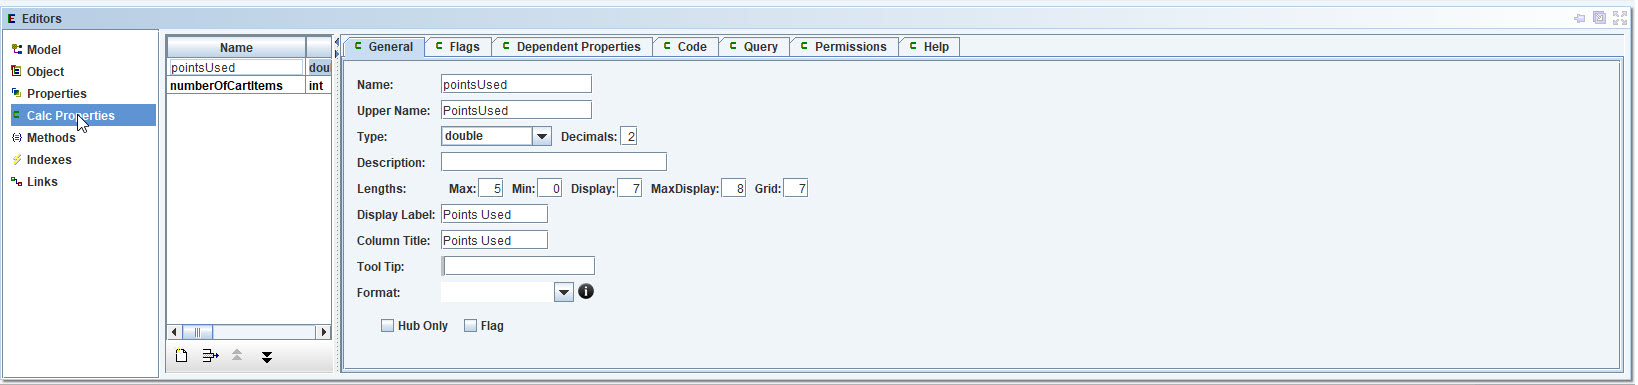 Editors
Model
Object
Properties
Calc Properties
Methods
Indexes
Links
Name
pointsUsed dou
numberOfCartItems int
General Flags Dependent Properties Code Query Permissions Help
Name: pointsUsed
Upper Name: PointsUsed
Type: double Decimals: 2
Description:
Lengths: Max: 5 Min: 0 Display: 7 MaxDisplay: 8 Grid: 7
Display Label: Points Used
Column Title: Points Used
Tool Tip:
Format:
Hub Only Flag